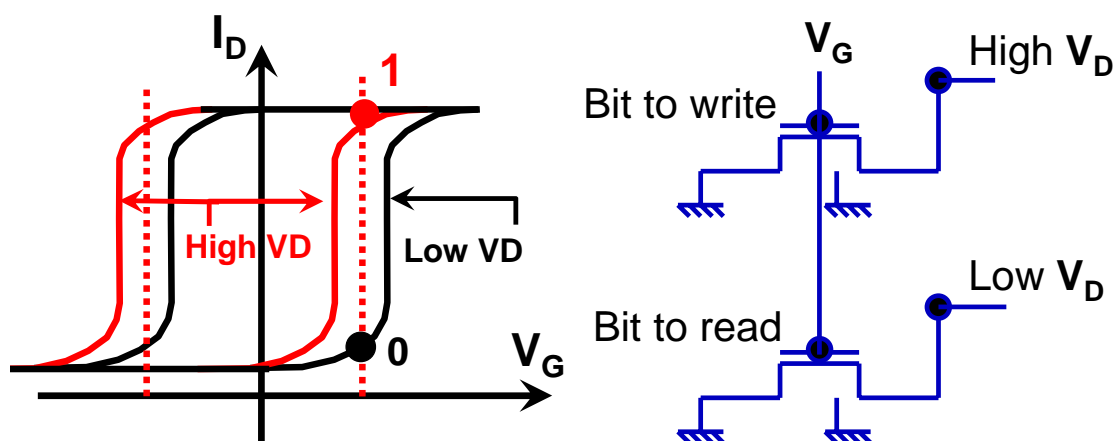 I_D
1
High VD
Low VD
0
V_G
V_G
High V_D
Bit to write
Low V_D
Bit to read